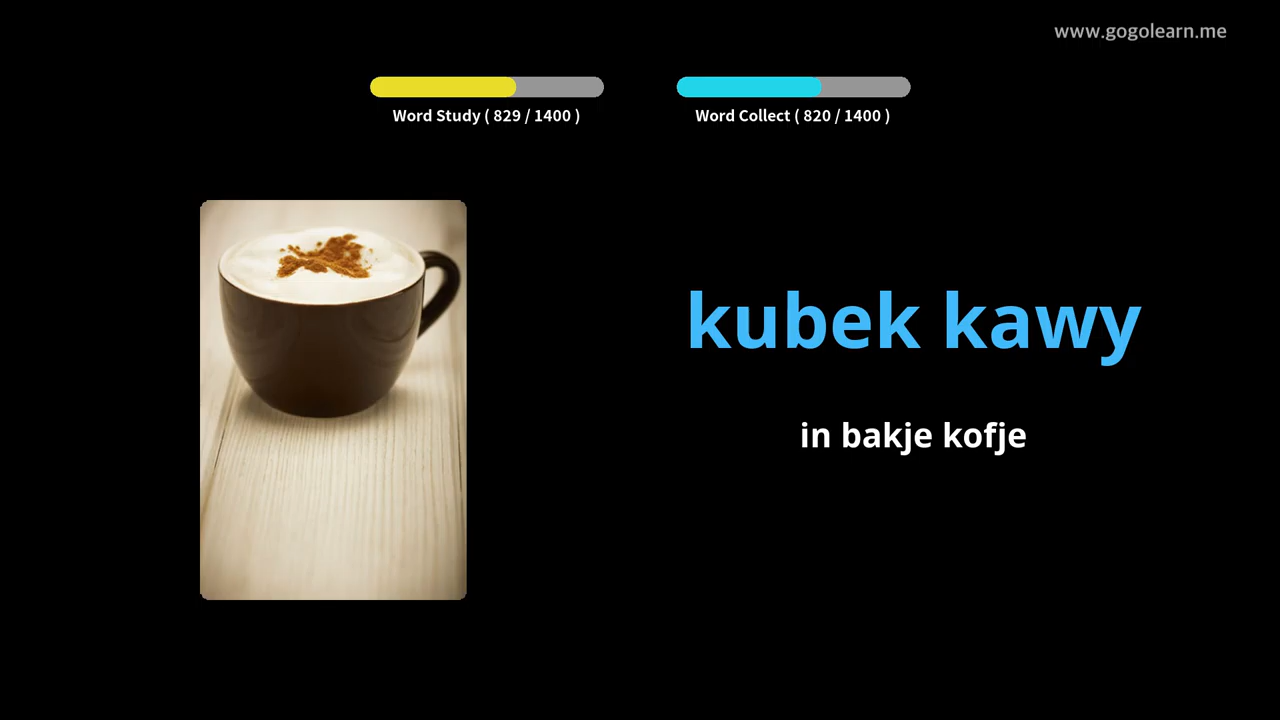 www.gogolearn.me
Word Study ( 829 / 1400 )
Word Collect ( 820 / 1400 )
kubek kawy
in bakje kofje